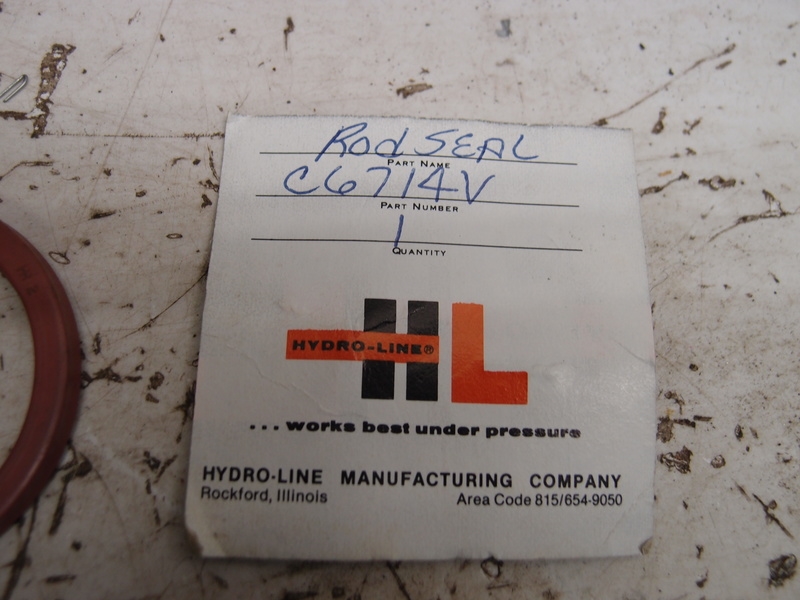 Rod SEAL
PART NAME
C6714V
PART NUMBER
1
QUANTITY
HL
HYDRO-LINE®
...works best under pressure
HYDRO-LINE MANUFACTURING COMPANY
Rockford, Illinois Area Code 815/654-9050